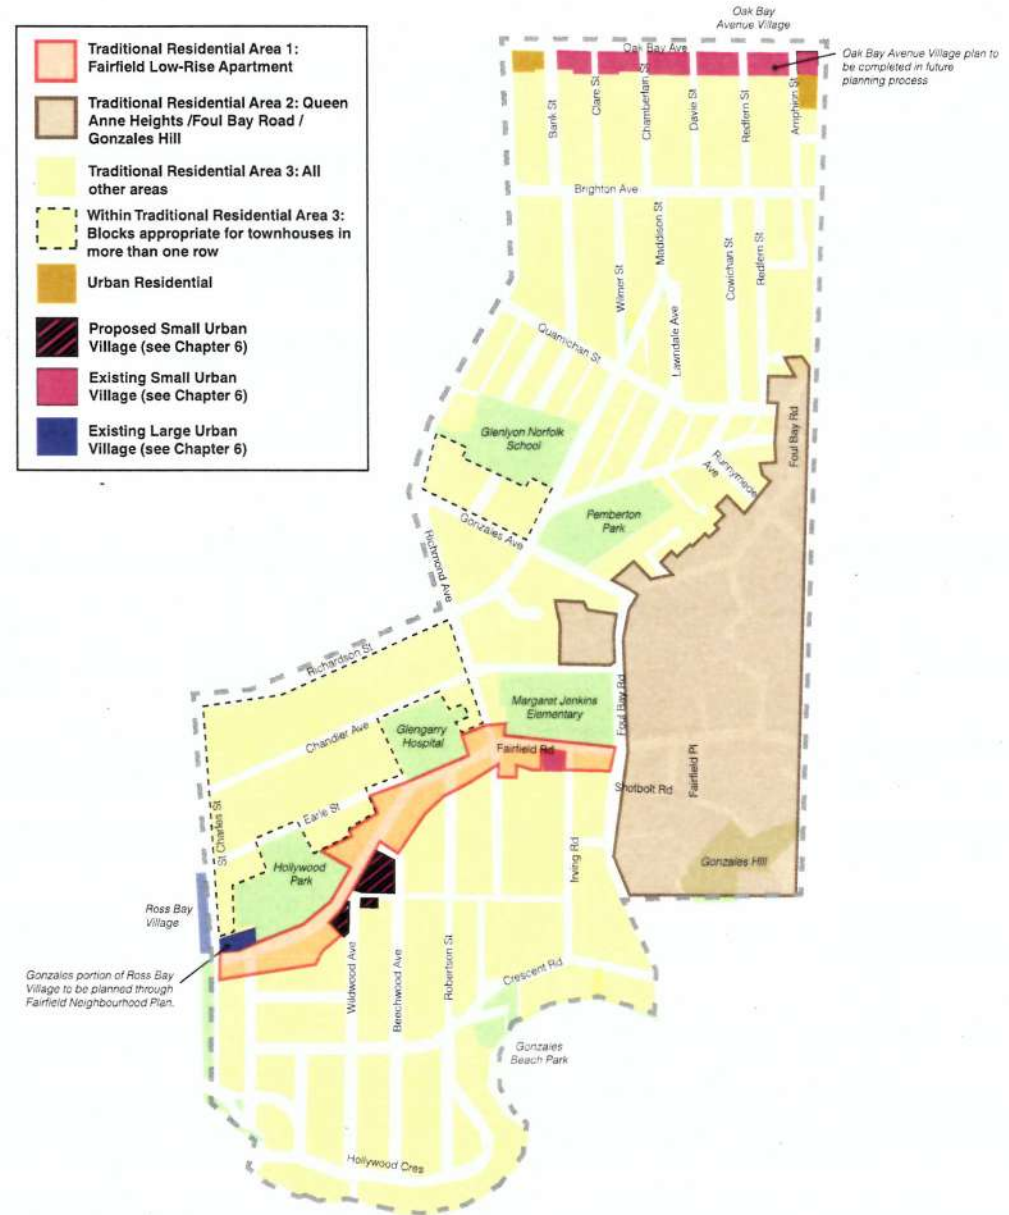 Traditional Residential Area 1:
Fairfield Low-Rise Apartment
Traditional Residential Area 2: Queen
Anne Heights /Foul Bay Road /
Gonzales Hill
Traditional Residential Area 3: All
other areas
Within Traditional Residential Area 3:
Blocks appropriate for townhouses in
more than one row
Urban Residential
Proposed Small Urban
Village (see Chapter 6)
Existing Small Urban
Village (see Chapter 6)
Existing Large Urban
Village (see Chapter 6)
Oak Bay
Avenue Village
Oak Bay Ave
Oak Bay Avenue Village plan to
be completed in future
planning process
Bank St
Clare St
Chamberlain St
Davie St
Redfern St
Amphion St
Brighton Ave
Maddison St
Wilmer St
Lawndale Ave
Cowichan St
Redfern St
Quamichan St
Glenlyon Norfolk
School
Foul Bay Rd
Runnymede
Ave
Pemberton
Park
Gonzales Ave
Richmond Ave
Richardson St
Chandler Ave
Glengarry
Hospital
Margaret Jenkins
Elementary
Foul Bay Rd
Fairfield Rd
Fairfield Pl
Shotbolt Rd
Earle St
St Charles St
Hollywood
Park
Irving Rd
Gonzales Hill
Ross Bay
Village
Gonzales portion of Ross Bay
Village to be planned through
Fairfield Neighbourhood Plan.
Wildwood Ave
Beechwood Ave
Robertson St
Crescent Rd
Gonzales
Beach Park
Hollywood Cres